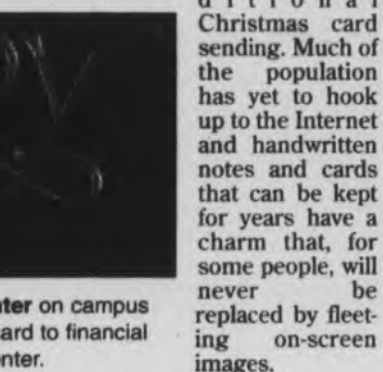 d i t i o n a l
Christmas card
sending. Much of
the population
has yet to hook
up to the Internet
and handwritten
notes and cards
that can be kept
for years have a
charm that, for
some people, will
never be
replaced by fleet-
ing on-screen
images.
nter on campus
ard to financial
nter.